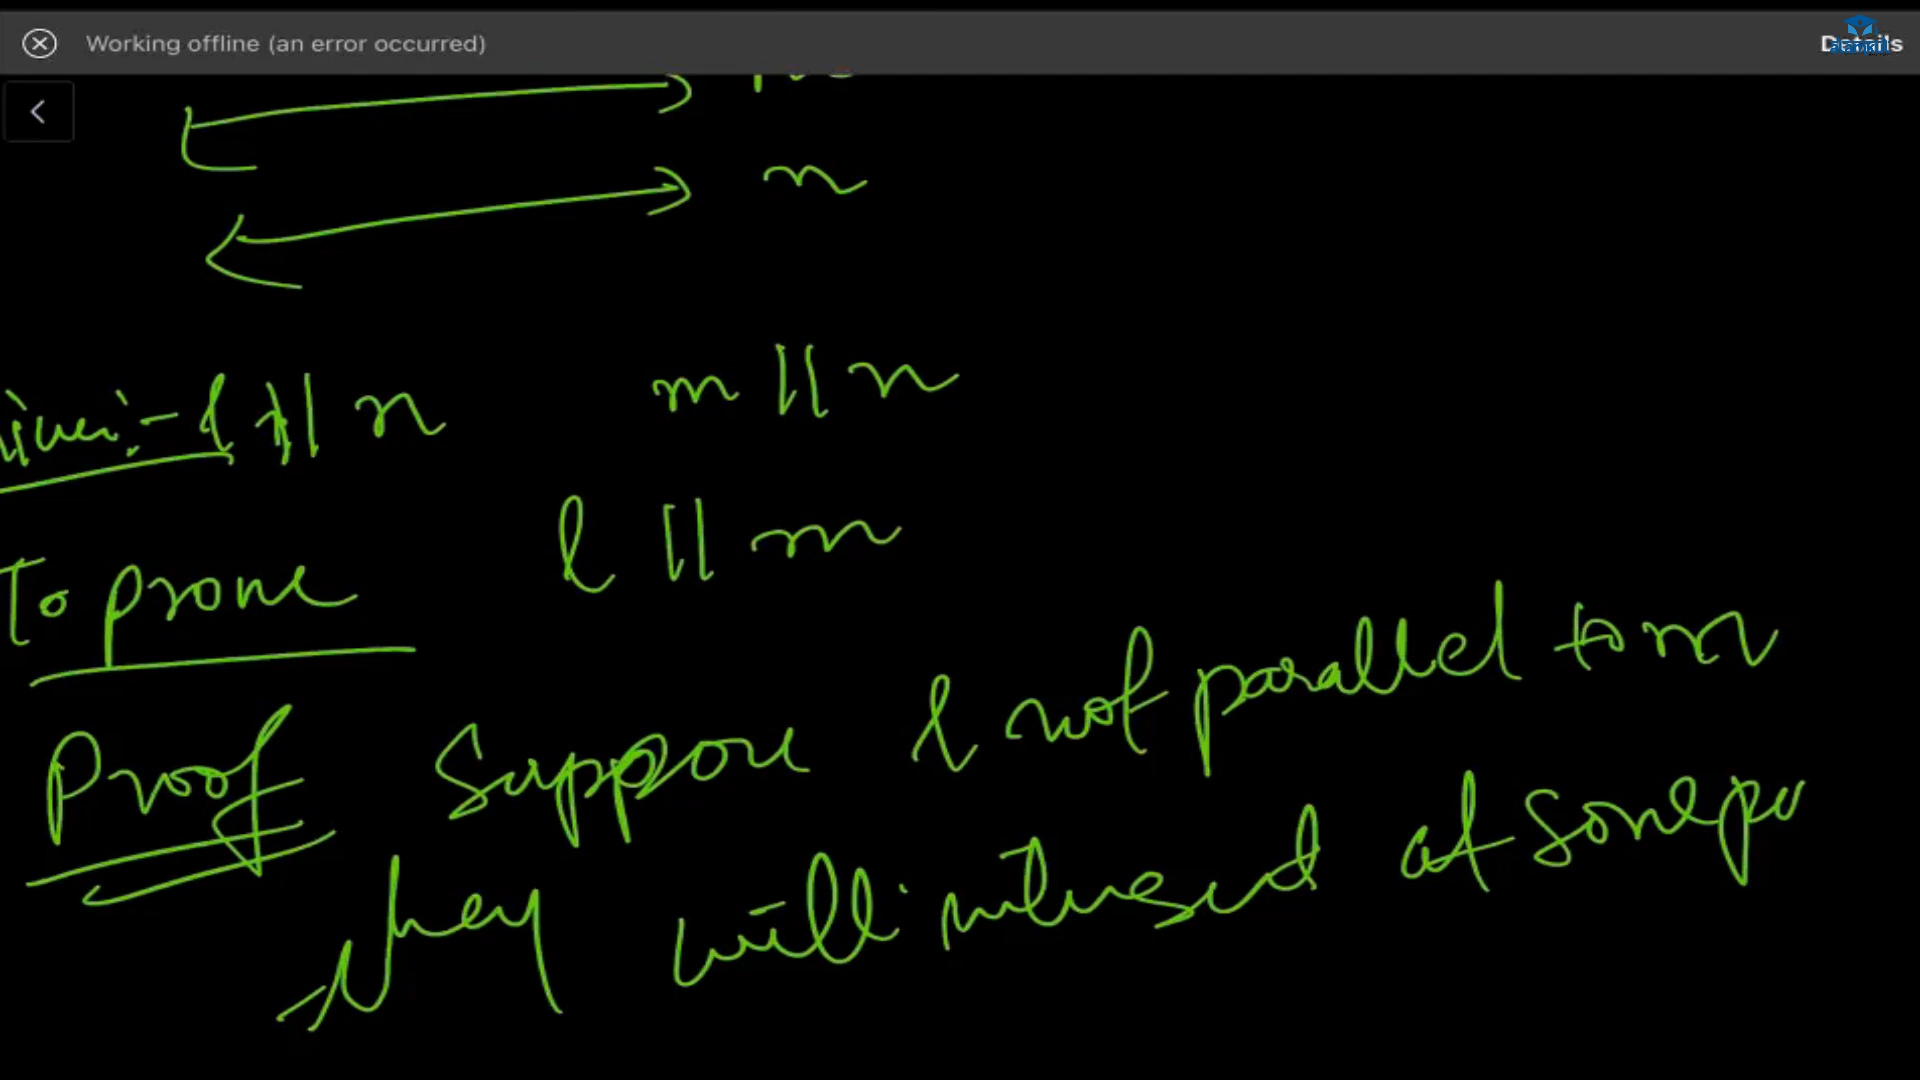 Working offline (an error occurred)
Details
n
iven:- l || n m || n
To prove l || m
Proof Suppose l not parallel to m
They will intersect at some po